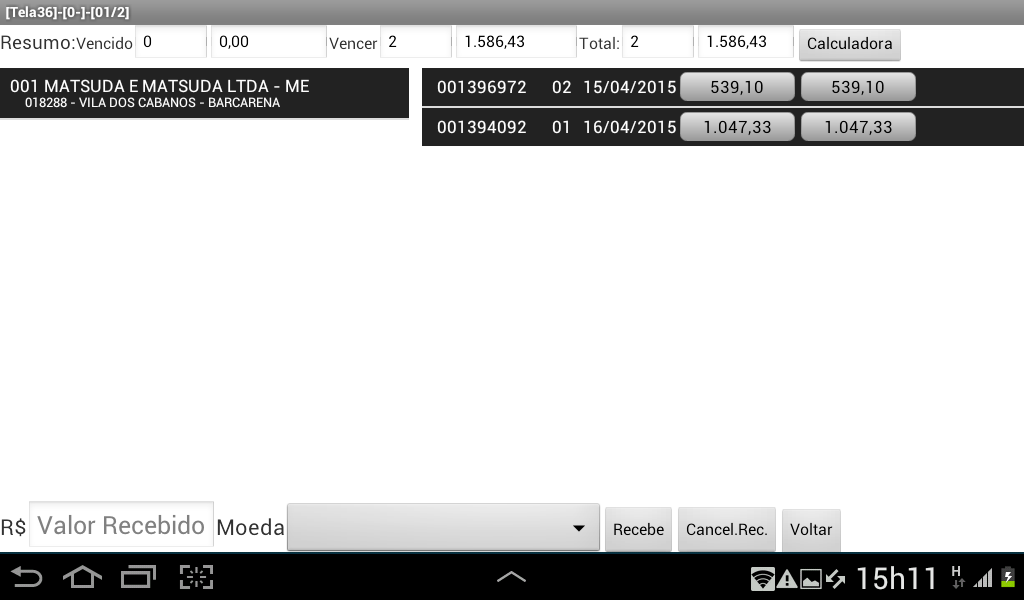 [Tela36]-[0-]-[01/2]
Resumo:Vencido 0 0,00 Vencer 2 1.586,43 Total: 2 1.586,43 Calculadora
001 MATSUDA E MATSUDA LTDA - ME
018288 - VILA DOS CABANOS - BARCARENA
001396972 02 15/04/2015 539,10 539,10
001394092 01 16/04/2015 1.047,33 1.047,33
R$ Valor Recebido Moeda Recebe Cancel.Rec. Voltar
15h11 H